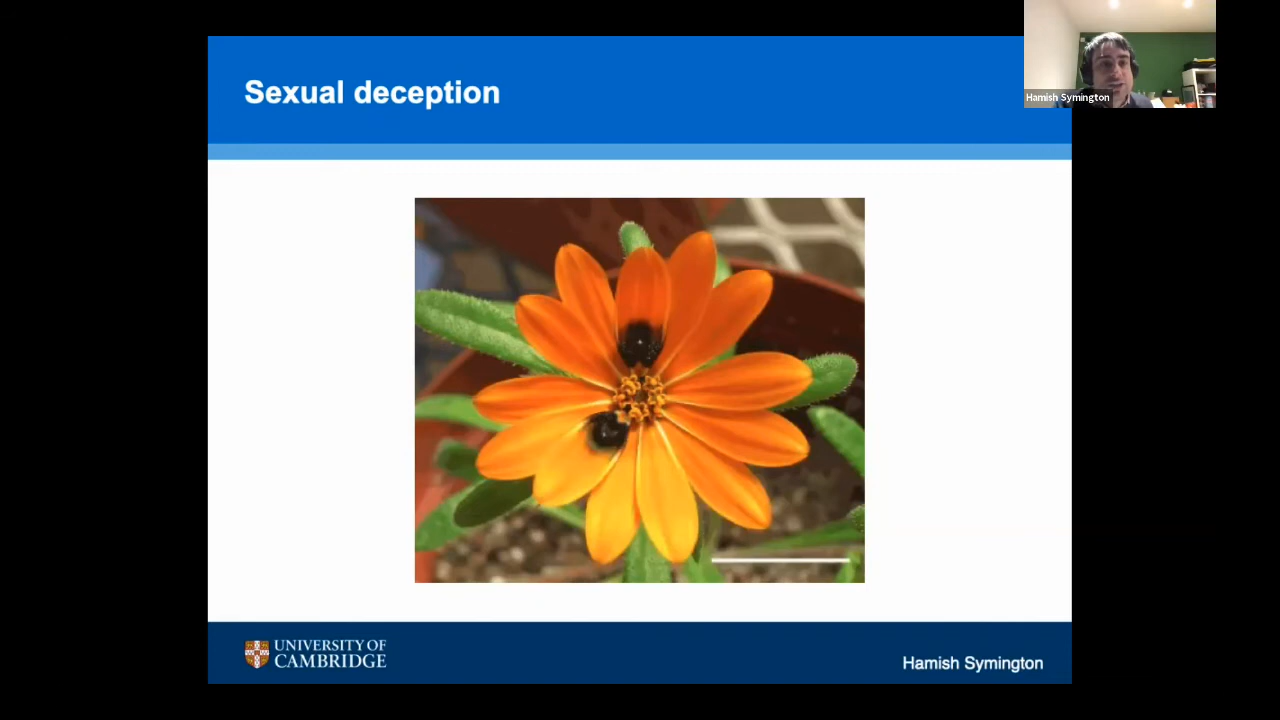 Sexual deception
Hamish Symington
UNIVERSITY OF
CAMBRIDGE
Hamish Symington